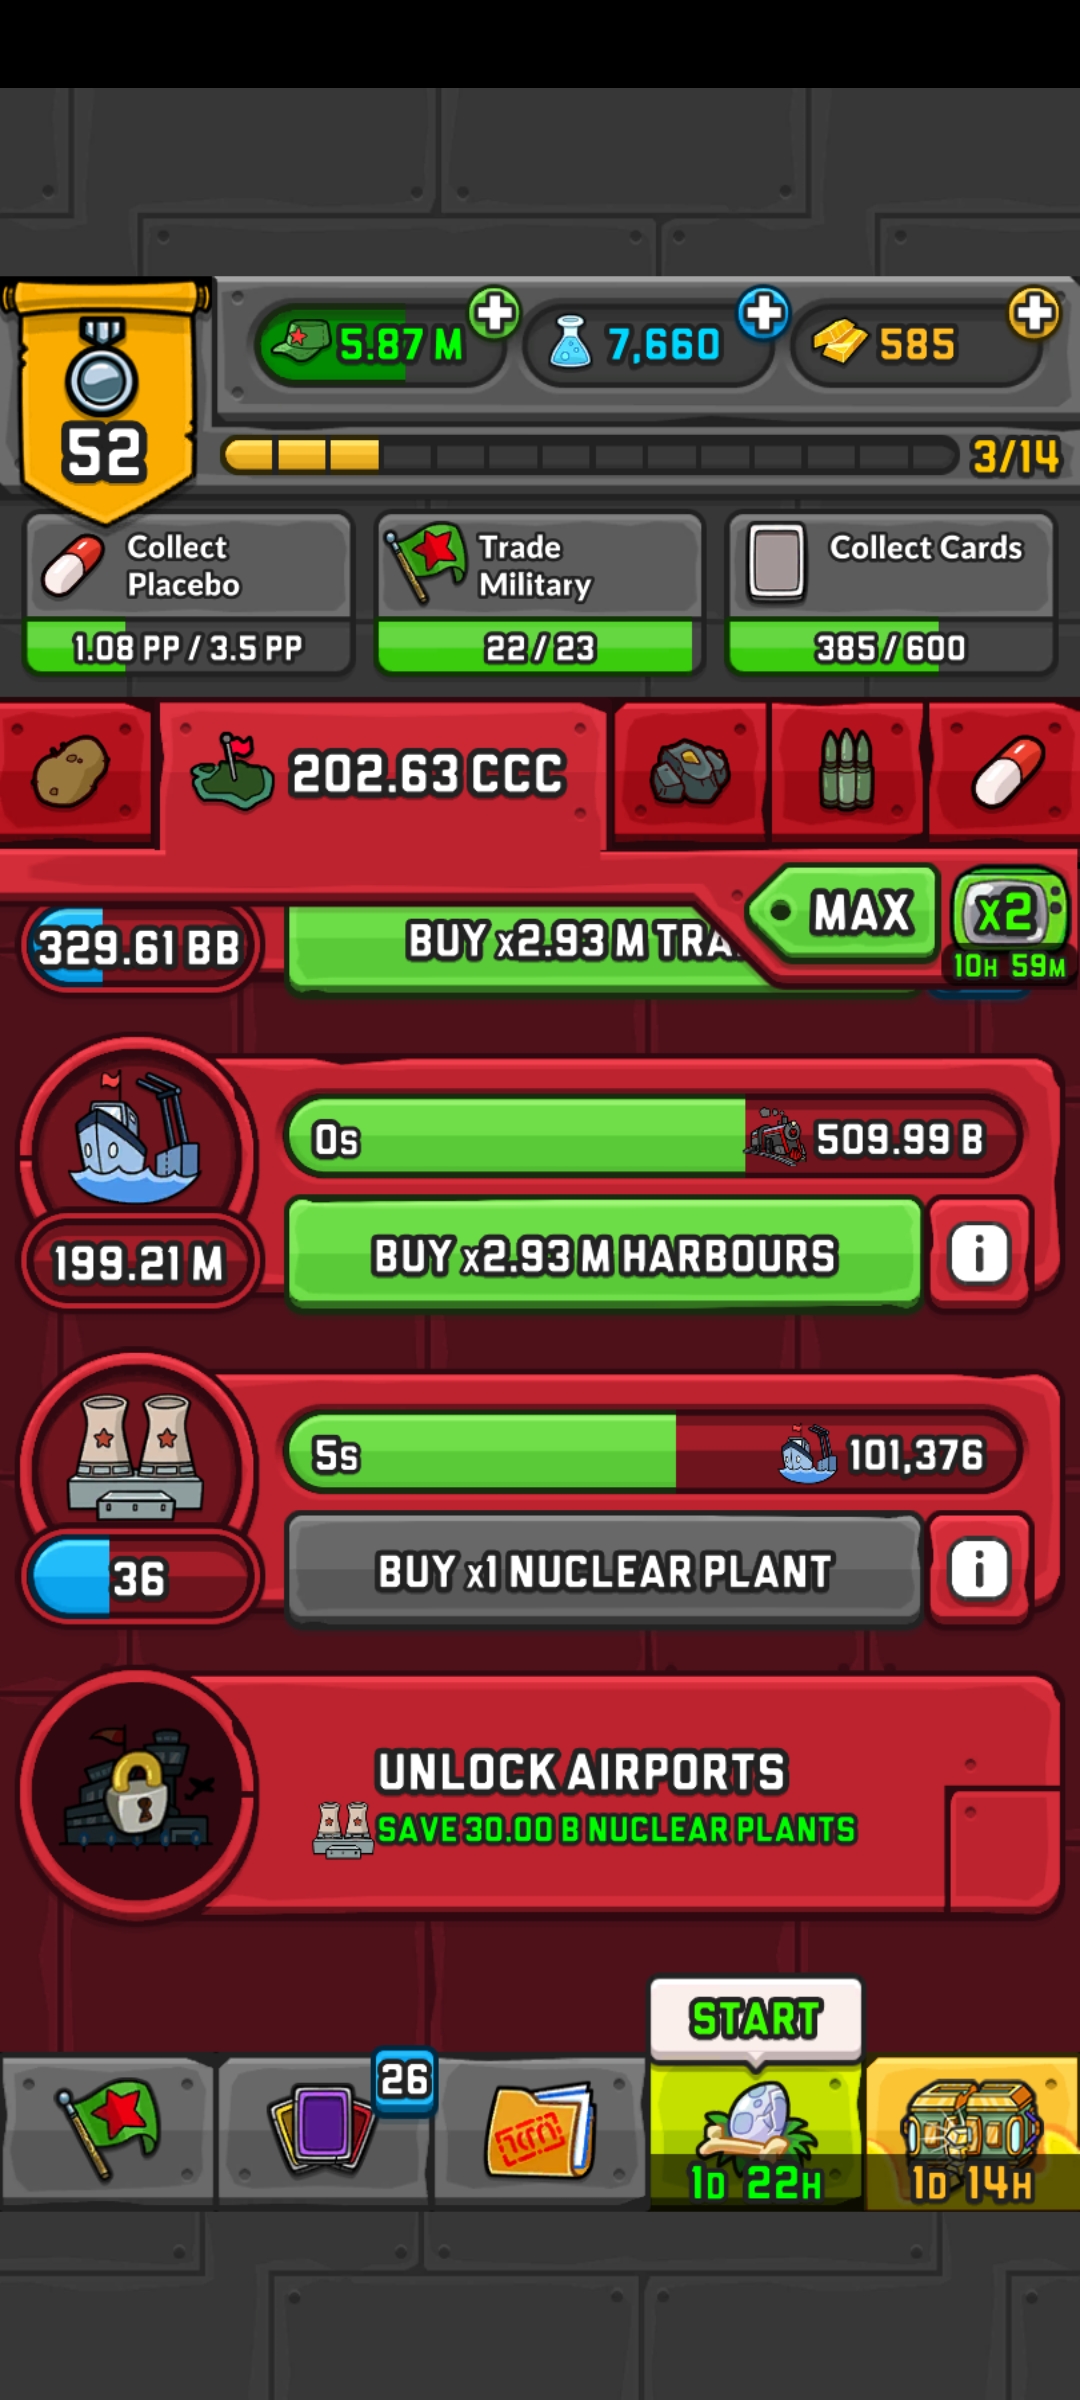 5.87 M
7,660
585
52
3/14
Collect
Placebo
1.08 PP / 3.5 PP
Trade
Military
22 / 23
Collect Cards
385 / 600
202.63 CCC
MAX
x2
10H 59M
329.61 BB
BUY x2.93 M
0s
509.99 B
199.21 M
BUY x2.93 M HARBOURS
i
5s
101,376
36
BUY x1 NUCLEAR PLANT
i
UNLOCK AIRPORTS
SAVE 30.00 B NUCLEAR PLANTS
START
26
1D 22H
1D 14H